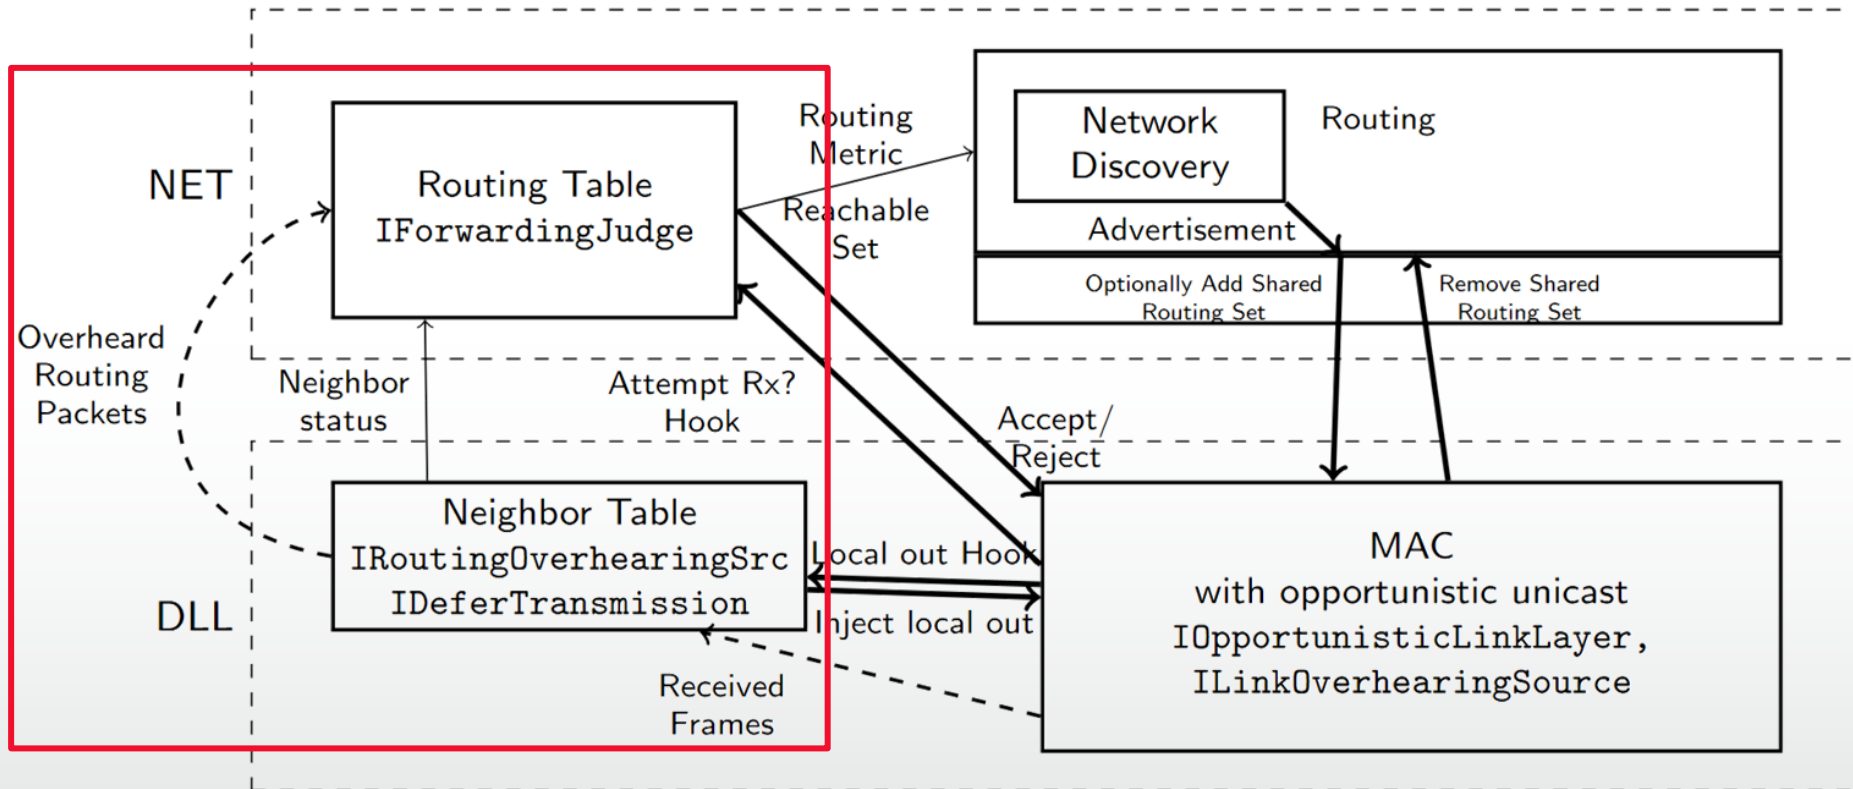 NET
Routing Table
IForwardingJudge
Routing
Metric
Reachable
Set
Network
Discovery
Routing
Advertisement
Optionally Add Shared
Routing Set
Remove Shared
Routing Set
Overheard
Routing
Packets
Neighbor
status
Attempt Rx?
Hook
Accept/
Reject
DLL
Neighbor Table
IRoutingOverhearingSrc
IDeferTransmission
Local out Hook
Inject local out
Received
Frames
MAC
with opportunistic unicast
IOpportunisticLinkLayer,
ILinkOverhearingSource